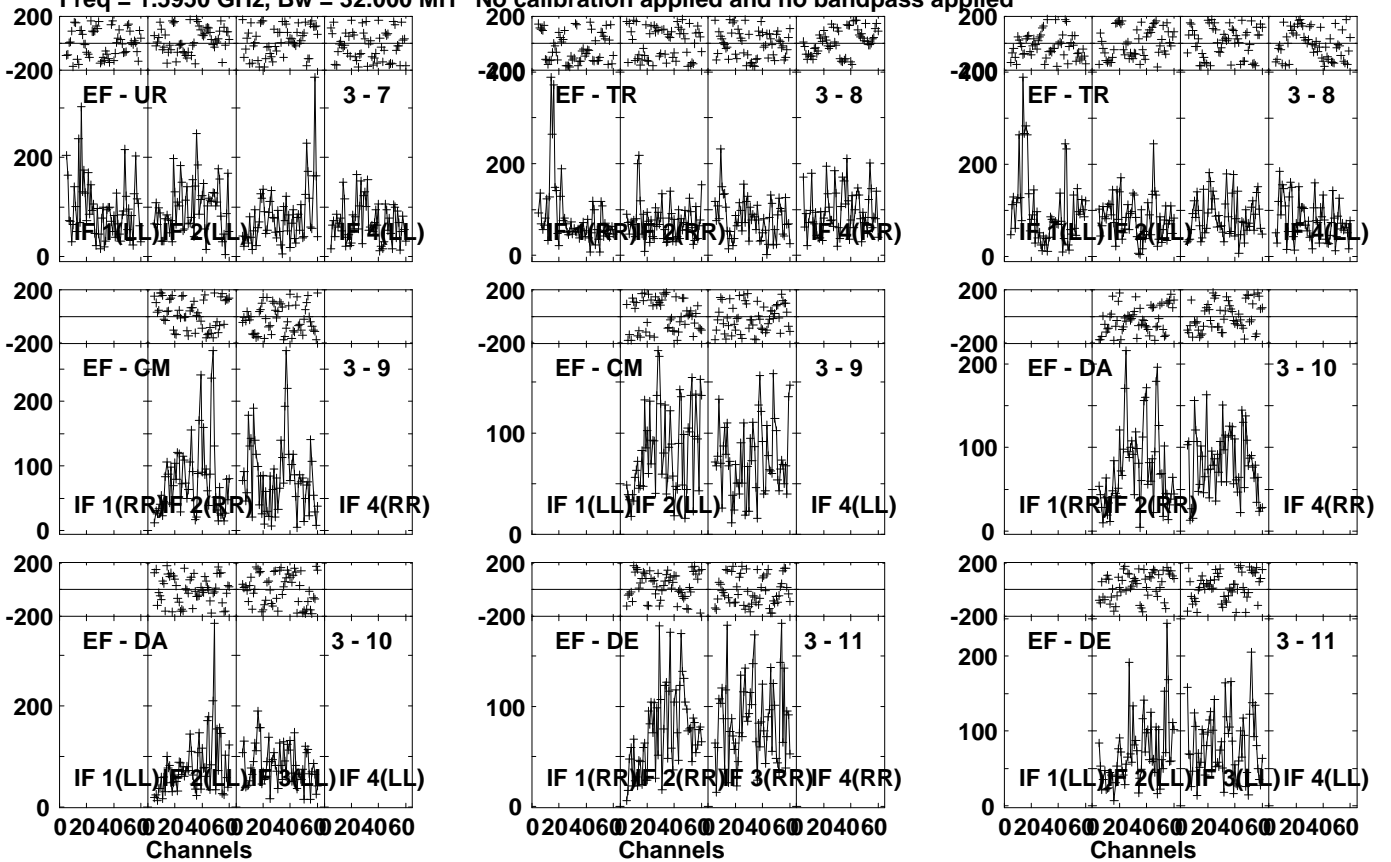 Freq = 1.5950 GHz, Bw = 32.000 MH No calibration applied and no bandpass applied
200 200 200
-200 -200 -200
EF - UR 3 - 7 EF - TR 3 - 8 EF - TR 3 - 8
400 400
200 200 200
IF 1(LL) IF 2(LL) IF 4(LL) IF 1(RR) IF 2(RR) IF 4(RR) IF 1(LL) IF 2(LL) IF 4(LL)
0 0 0
200 200 200
-200 -200 -200
EF - CM 3 - 9 EF - CM 3 - 9 EF - DA 3 - 10
200 200
100 100 100
IF 1(RR) IF 2(RR) IF 4(RR) IF 1(LL) IF 2(LL) IF 4(LL) IF 1(RR) IF 2(RR) IF 4(RR)
0 0 0
200 200 200
-200 -200 -200
EF - DA 3 - 10 EF - DE 3 - 11 EF - DE 3 - 11
200 100 200
100
IF 1(LL) IF 2(LL) IF 3(LL) IF 4(LL) IF 1(RR) IF 2(RR) IF 3(RR) IF 4(RR) IF 1(LL) IF 2(LL) IF 3(LL) IF 4(LL)
0 0 0
0 20 40 60 0 20 40 60 0 20 40 60 0 20 40 60 0 20 40 60 0 20 40 60 0 20 40 60 0 20 40 60 0 20 40 60 0 20 40 60 0 20 40 60 0 20 40 60
Channels Channels Channels